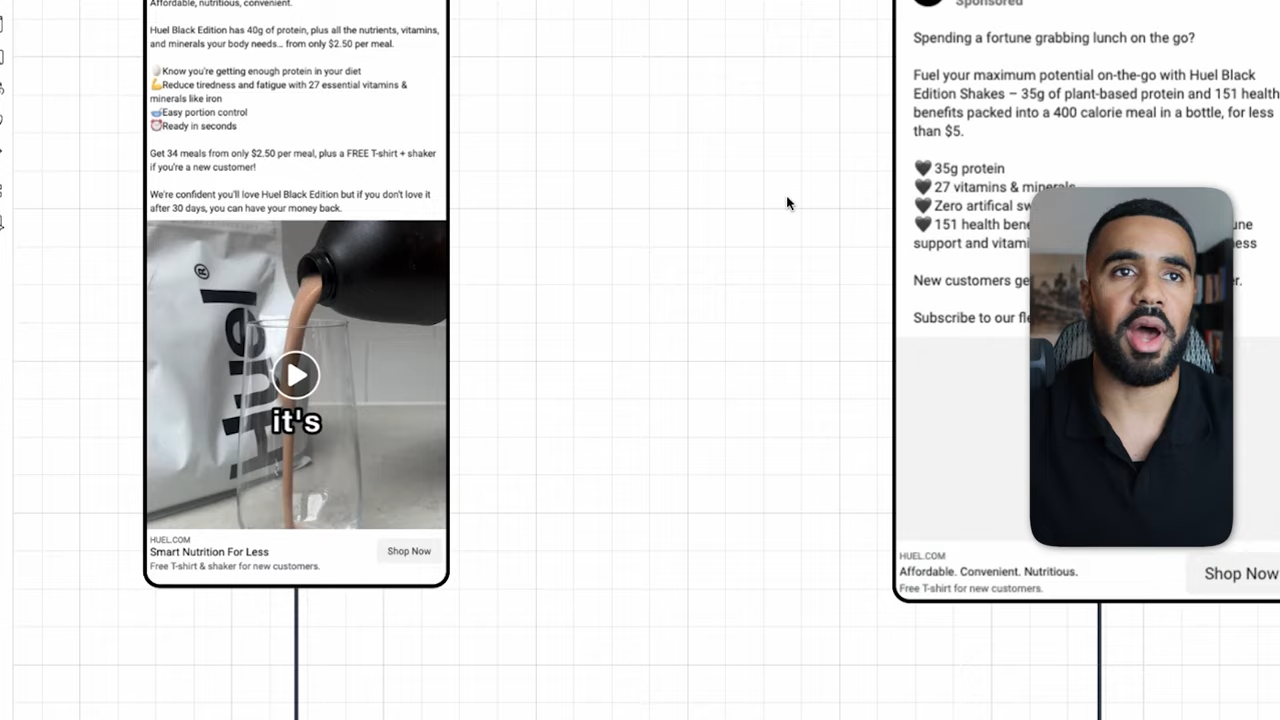 Affordable, nutritious, convenient.
Huel Black Edition has 40g of protein, plus all the nutrients, vitamins,
and minerals your body needs... from only $2.50 per meal.
🥚Know you're getting enough protein in your diet
💪Reduce tiredness and fatigue with 27 essential vitamins &
minerals like iron
🥣Easy portion control
⏰Ready in seconds
Get 34 meals from only $2.50 per meal, plus a FREE T-shirt + shaker
if you're a new customer!
We're confident you'll love Huel Black Edition but if you don't love it
after 30 days, you can have your money back.
Huel®
it's
HUEL.COM
Smart Nutrition For Less
Free T-shirt & shaker for new customers.
Shop Now
Sponsored
Spending a fortune grabbing lunch on the go?
Fuel your maximum potential on-the-go with Huel Black
Edition Shakes – 35g of plant-based protein and 151 health
benefits packed into a 400 calorie meal in a bottle, for less
than $5.
🖤35g protein
🖤27 vitamins & minerals
🖤Zero artifical
🖤151 health
support and
New customers
Subscribe to our
HUEL.COM
Affordable. Convenient. Nutritious.
Free T-shirt for new customers.
Shop Now